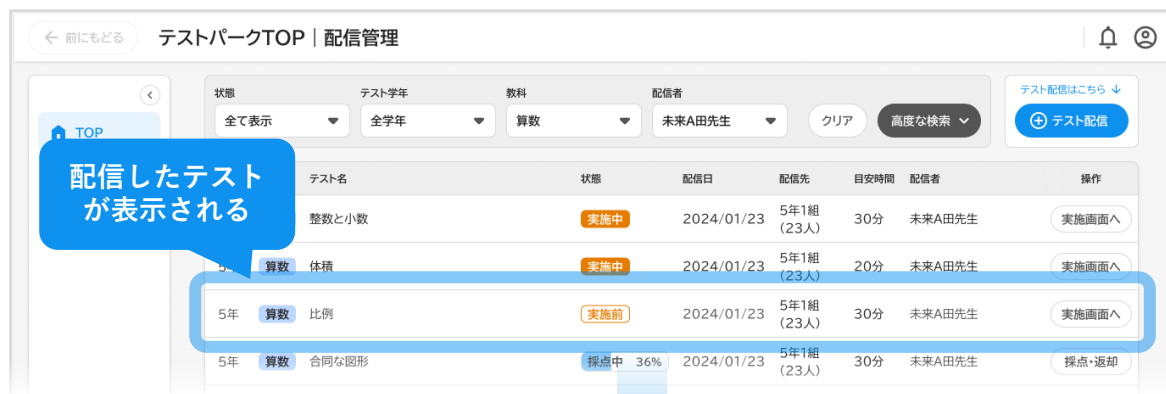 前にもどる
テストパークTOP｜配信管理
状態
テスト学年
教科
配信者
テスト配信はこちら ↓
全て表示
全学年
算数
未来A田先生
クリア
高度な検索
テスト配信
TOP
配信したテスト
が表示される
テスト名
状態
配信日
配信先
目安時間
配信者
操作
整数と小数
実施中
2024/01/23
5年1組
(23人)
30分
未来A田先生
実施画面へ
算数
体積
実施中
2024/01/23
5年1組
(23人)
20分
未来A田先生
実施画面へ
5年
算数
比例
実施前
2024/01/23
5年1組
(23人)
30分
未来A田先生
実施画面へ
5年
算数
合同な図形
採点中 36%
2024/01/23
5年1組
(23人)
30分
未来A田先生
採点・返却